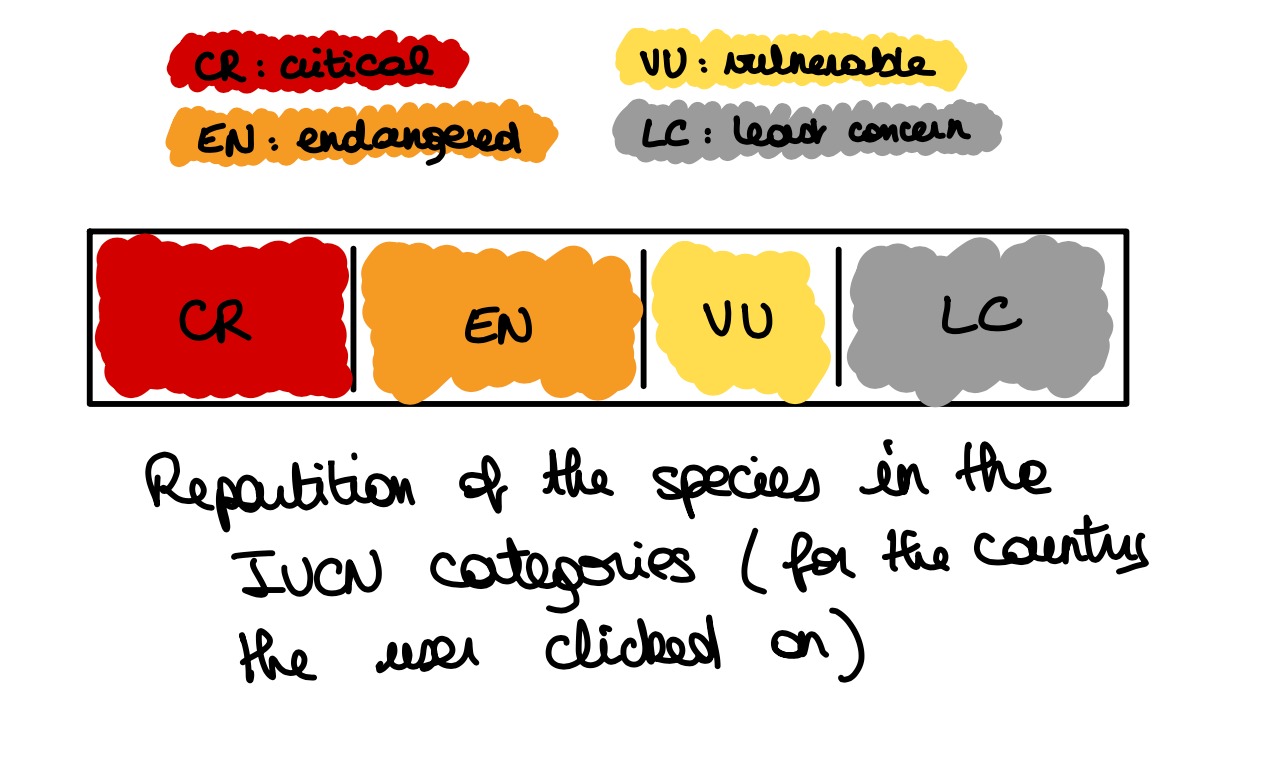 CR: critical
VU: vulnerable
EN: endangered
LC: least concern
CR
EN
VU
LC
Repartition of the species in the
IUCN categories (for the country
the user clicked on)